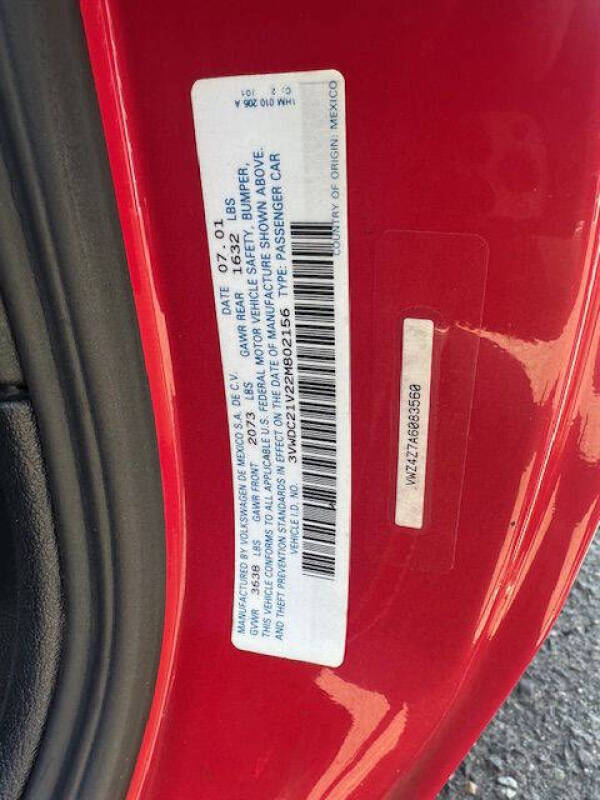 MANUFACTURED BY VOLKSWAGEN DE MEXICO S.A. DE C.V. DATE 07.01
GVWR 3638 LBS GAWR FRONT 2073 LBS GAWR REAR 1632 LBS
THIS VEHICLE CONFORMS TO ALL APPLICABLE U.S. FEDERAL MOTOR VEHICLE SAFETY, BUMPER,
AND THEFT PREVENTION STANDARDS IN EFFECT ON THE DATE OF MANUFACTURE SHOWN ABOVE.
VEHICLE I.D. NO. 3VWDC21V22M802156 TYPE: PASSENGER CAR
COUNTRY OF ORIGIN: MEXICO
1HM 010 206 A
VWZ4Z7A6083560